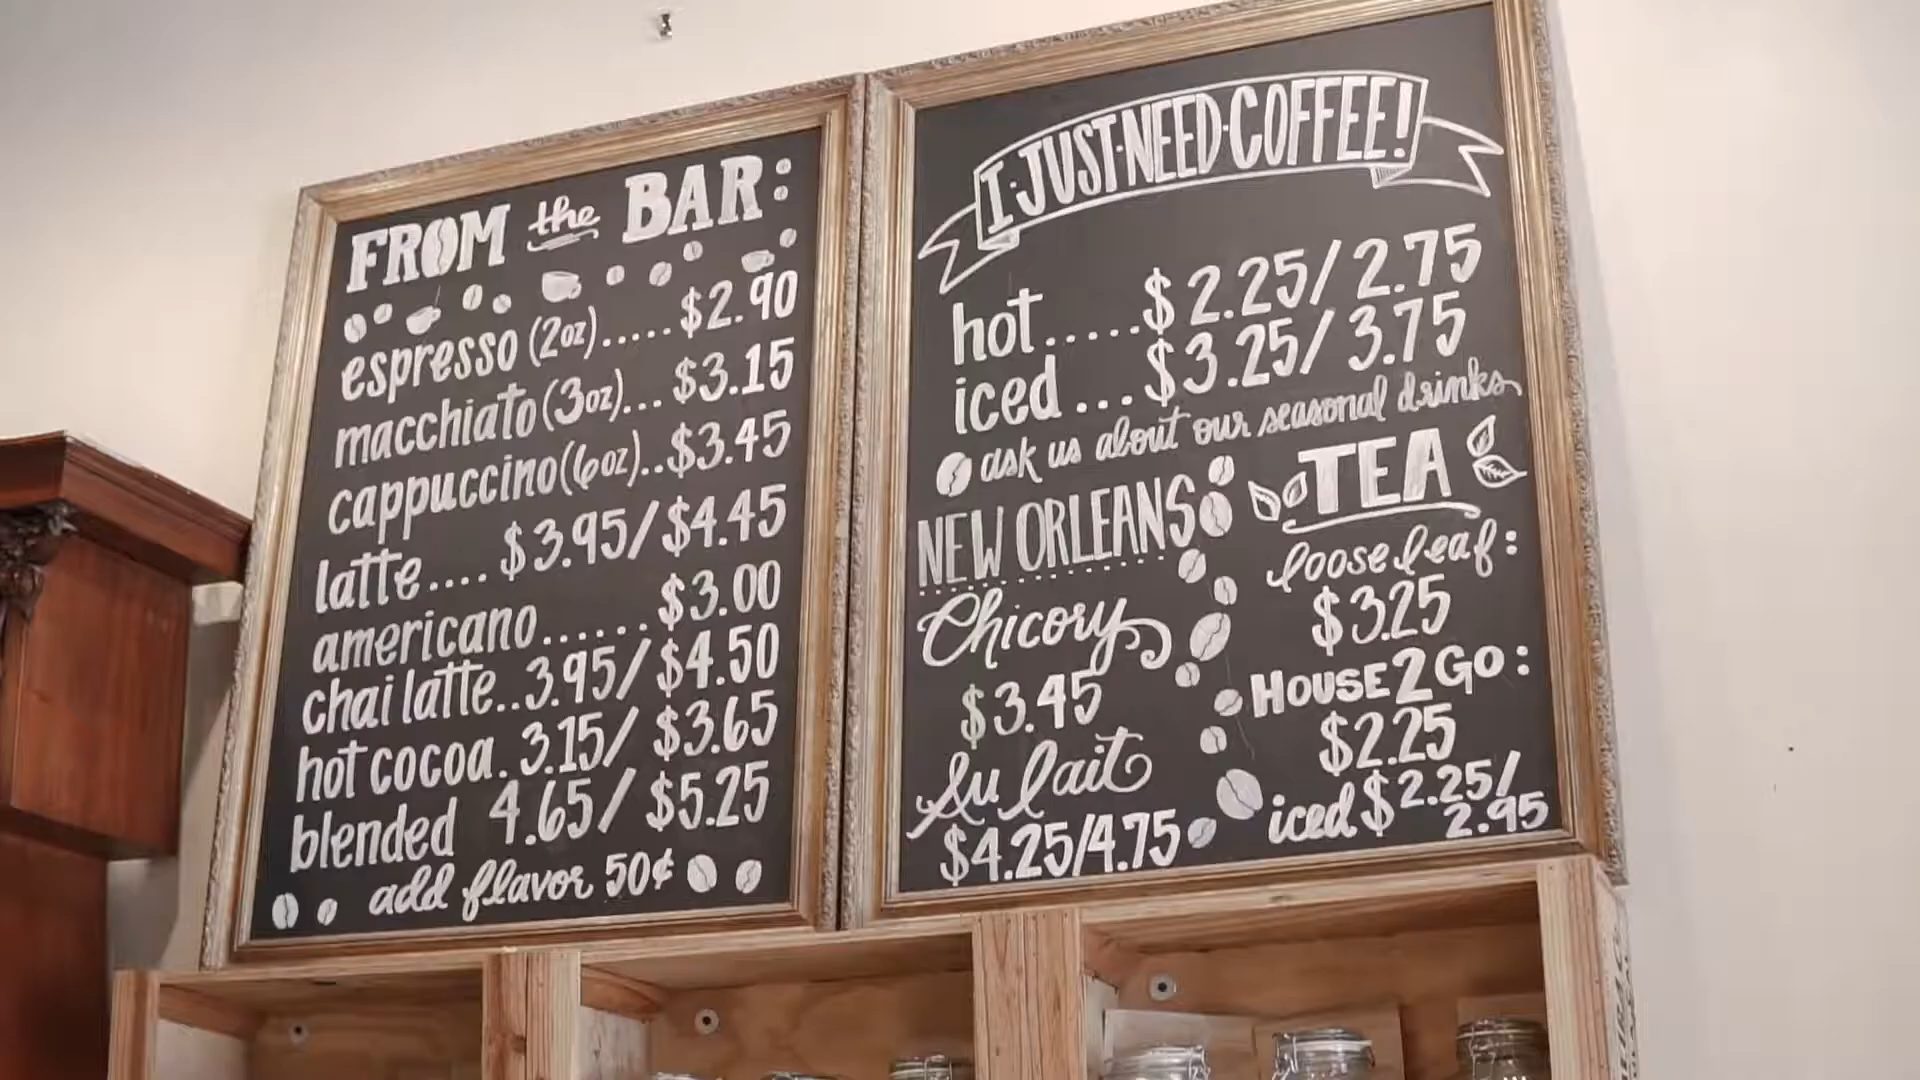 FROM the BAR:
espresso (2oz)..... $2.90
macchiato (3oz)... $3.15
cappuccino (6oz).. $3.45
latte.... $3.95/$4.45
americano...... $3.00
chai latte.. 3.95/$4.50
hot cocoa. 3.15/$3.65
blended 4.65/$5.25
add flavor 50¢
I·JUST·NEED·COFFEE!
hot.....$2.25/2.75
iced...$3.25/3.75
ask us about our seasonal drinks
NEW ORLEANS
Chicory
$3.45
Au lait
$4.25/4.75
TEA
loose leaf:
$3.25
HOUSE 2 GO:
$2.25
iced $2.25/
2.95